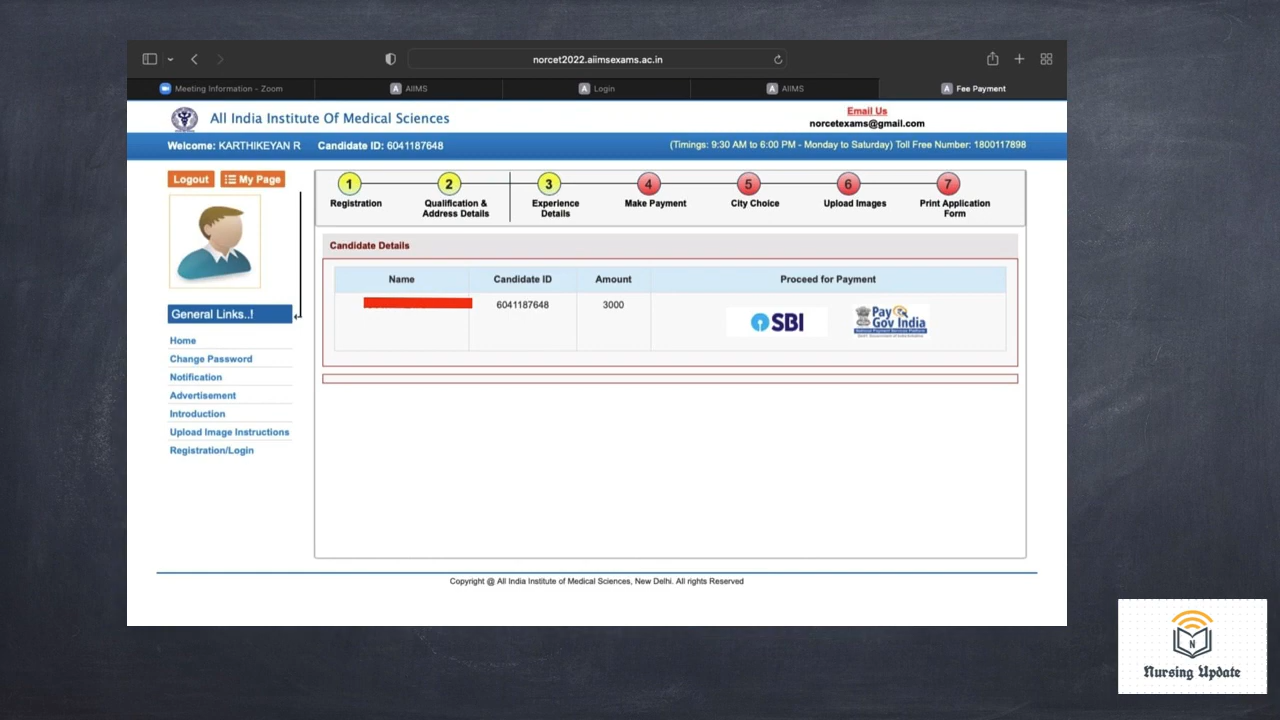 norcet2022.aiimsexams.ac.in
Meeting Information - Zoom
A AIIMS
A Login
A AIIMS
A Fee Payment
All India Institute Of Medical Sciences
Email Us
norcetexams@gmail.com
Welcome: KARTHIKEYAN R Candidate ID: 6041187648 (Timings: 9:30 AM to 6:00 PM - Monday to Saturday) Toll Free Number: 1800117898
Logout
My Page
1 2 3 4 5 6 7
Registration
Qualification &
Address Details
Experience
Details
Make Payment
City Choice
Upload Images
Print Application
Form
General Links..!
Home
Change Password
Notification
Advertisement
Introduction
Upload Image Instructions
Registration/Login
Candidate Details
Name Candidate ID Amount Proceed for Payment
6041187648 3000
SBI
Pay
Gov India
Copyright @ All India Institute of Medical Sciences, New Delhi. All rights Reserved
N
Nursing Update